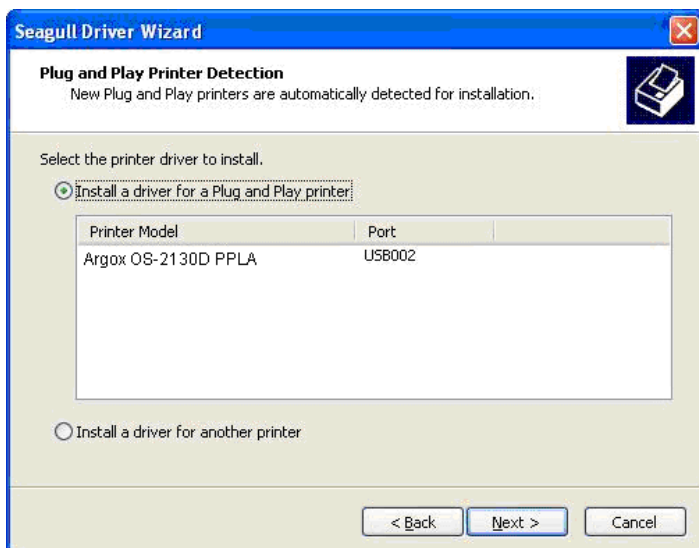 Seagull Driver Wizard
Plug and Play Printer Detection
New Plug and Play printers are automatically detected for installation.
Select the printer driver to install.
Install a driver for a Plug and Play printer
Printer Model Port
Argox OS-2130D PPLA USB002
Install a driver for another printer
< Back Next > Cancel